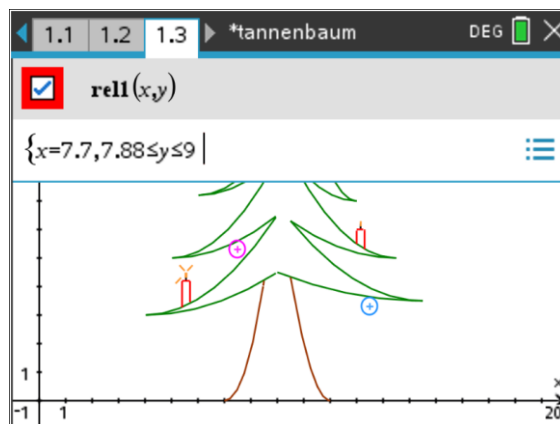 1.1 1.2 1.3 *tannenbaum DEG
rel1(x,y)
{x=7.7,7.88≤y≤9
1
x
-1 1 20